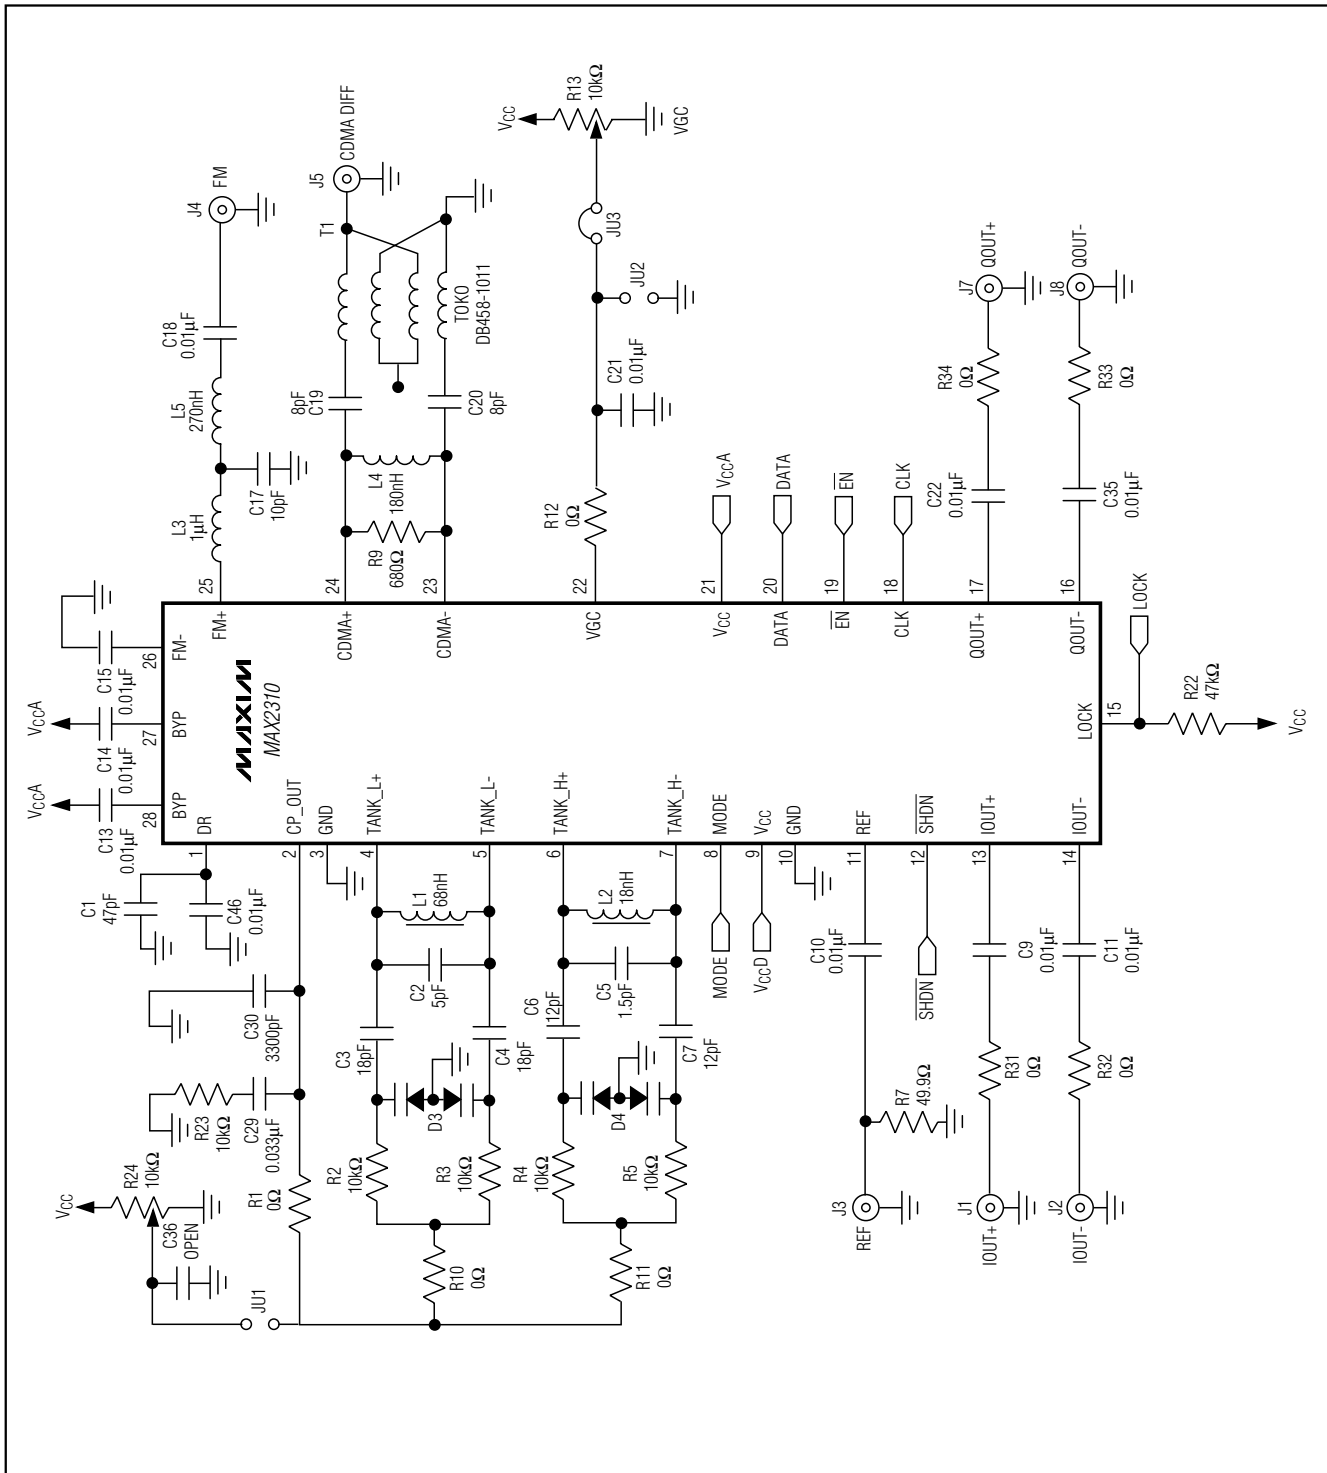 R13
10kΩ
VCC
VGC
J5
CDMA DIFF
J4
FM
T1
JU3
TOKO
DB458-1011
JU2
J7
QOUT+
J8
QOUT-
C18
0.01μF
L5
270nH
8pF
C19
C20
8pF
C21
0.01μF
R34
0Ω
R33
0Ω
L3
1μH
C17
10pF
L4
180nH
R9
680Ω
R12
0Ω
VCCA
DATA
EN
CLK
C22
0.01μF
C35
0.01μF
25
24
23
22
21
20
19
18
17
16
FM+
CDMA+
CDMA-
VGC
VCC
DATA
EN
CLK
QOUT+
QOUT-
C15
0.01μF
26
FM-
VCCA
C14
0.01μF
27
BYP
VCCA
C13
0.01μF
28
BYP
MAXIM
MAX2310
LOCK
15
LOCK
R22
47kΩ
VCC
DR
CP_OUT
GND
TANK_L+
TANK_L-
TANK_H+
TANK_H-
MODE
VCC
GND
REF
SHDN
IOUT+
IOUT-
1
2
3
4
5
6
7
8
9
10
11
12
13
14
C1
47pF
C46
0.01μF
L1
68nH
L2
18nH
C30
3300pF
C2
5pF
C5
1.5pF
MODE
VCCD
C10
0.01μF
SHDN
C9
0.01μF
C11
0.01μF
C3
18pF
C4
18pF
C6
12pF
C7
12pF
R23
10kΩ
C29
0.033μF
D3
D4
R7
49.9Ω
R31
0Ω
R32
0Ω
VCC
R24
10kΩ
C36
OPEN
R1
0Ω
R2
10kΩ
R3
10kΩ
R4
10kΩ
R5
10kΩ
J3
REF
J1
IOUT+
J2
IOUT-
JU1
R10
0Ω
R11
0Ω